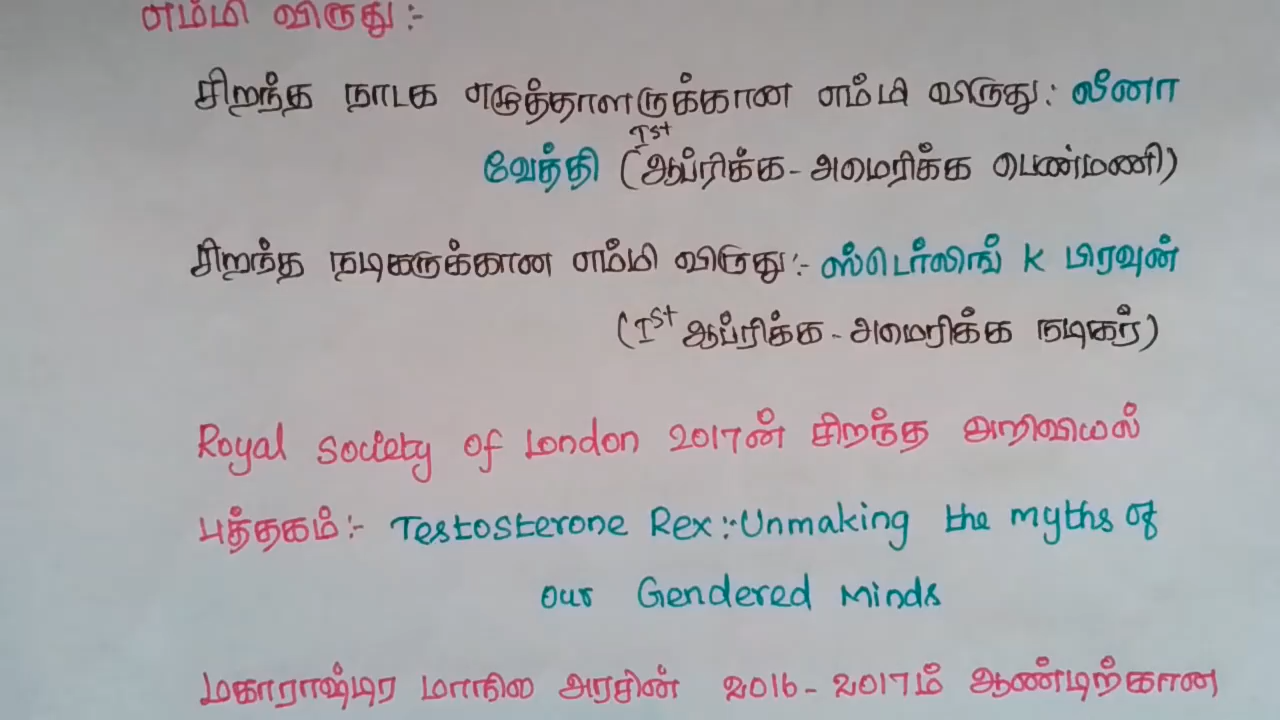 எம்மி விருது:-
சிறந்த நாடக எடுத்தாளருக்கான எம்மி விருது: லீனா
Ist
வேத்தி (ஆப்ரிக்க - அமெரிக்க பெண்மணி)
சிறந்த நடிகருக்கான எம்மி விருது:- ஸ்டெர்லிங் K பிரவுன்
(Ist ஆப்ரிக்க - அமெரிக்க நடிகர்)
Royal society of London 2017ன் சிறந்த அறிவியல்
புத்தகம்:- Testosterone Rex:-Unmaking the myths of
our Gendered Minds
மகாராஷ்டிர மாநில அரசின் 2016 - 2017ம் ஆண்டிற்கான